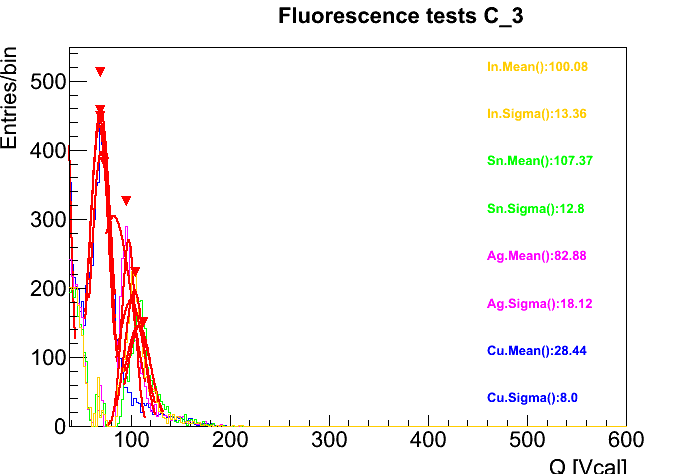 Fluorescence tests C_3
Entries/bin
500
400
300
200
100
0
In.Mean():100.08
In.Sigma():13.36
Sn.Mean():107.37
Sn.Sigma():12.8
Ag.Mean():82.88
Ag.Sigma():18.12
Cu.Mean():28.44
Cu.Sigma():8.0
100 200 300 400 500 600
Q [Vcal]